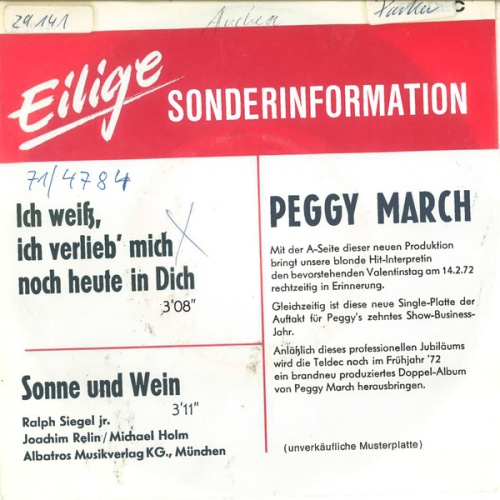 29.141
C
Eilige SONDERINFORMATION
71/4784
Ich weiß,
ich verlieb' mich
noch heute in Dich
3'08"
Sonne und Wein
3'11"
Ralph Siegel jr.
Joachim Relin/Michael Holm
Albatros Musikverlag KG., München
PEGGY MARCH
Mit der A-Seite dieser neuen Produktion
bringt unsere blonde Hit-Interpretin
den bevorstehenden Valentinstag am 14.2.72
rechtzeitig in Erinnerung.
Gleichzeitig ist diese neue Single-Platte der
Auftakt für Peggy's zehntes Show-Business-
Jahr.
Anläßlich dieses professionellen Jubiläums
wird die Teldec noch im Frühjahr '72
ein brandneu produziertes Doppel-Album
von Peggy March herausbringen.
(unverkäufliche Musterplatte)